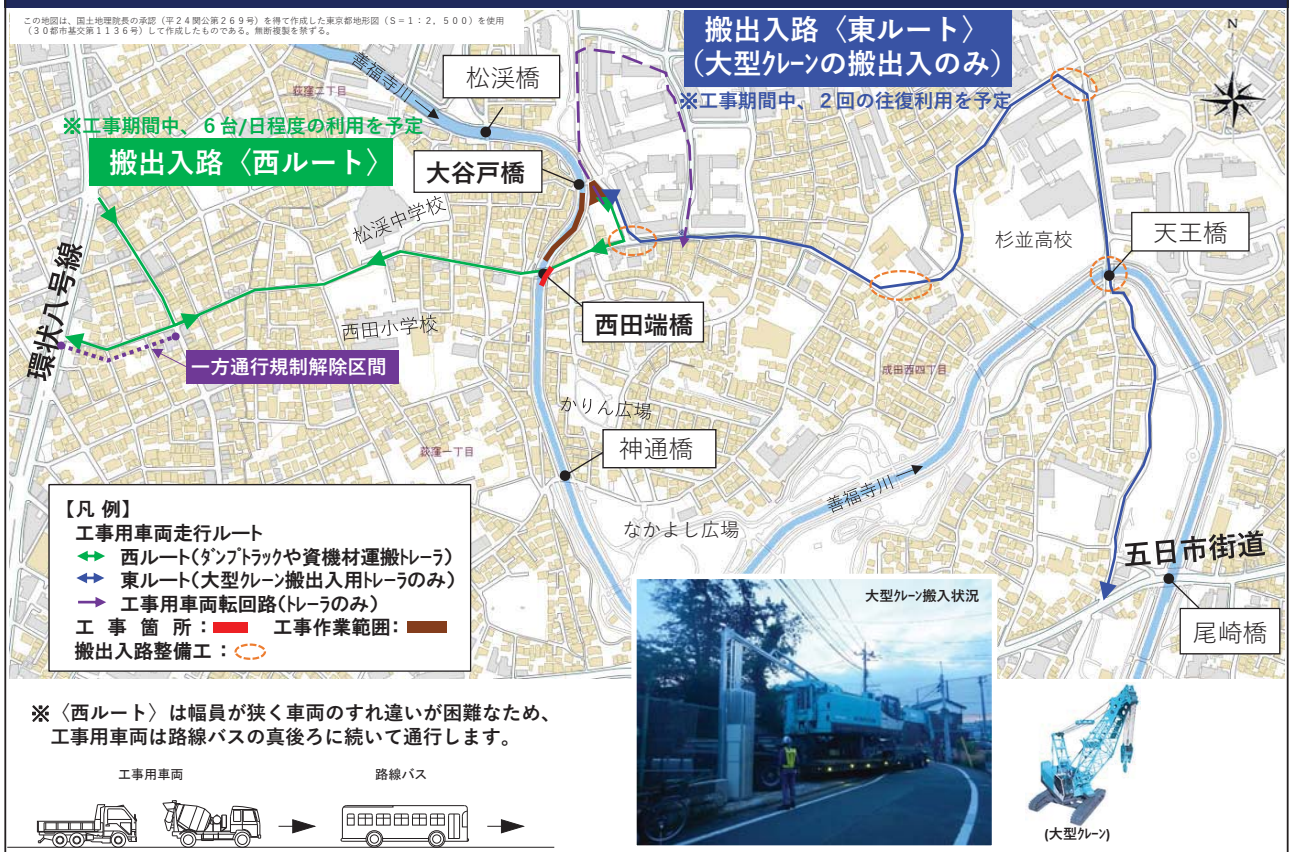 この地図は、国土地理院長の承認（平２４関公第２６９号）を得て作成した東京都地形図（Ｓ＝１：２，５００）を使用
（３０都市基交第１１３６号）して作成したものである。無断複製を禁ずる。
搬出入路〈東ルート〉
（大型ｸﾚｰﾝの搬出入のみ）
※工事期間中、２回の往復利用を予定
N
善福寺川
松渓橋
荻窪二丁目
※工事期間中、６台/日程度の利用を予定
搬出入路〈西ルート〉
大谷戸橋
松渓中学校
杉並高校
天王橋
環状八号線
西田小学校
西田端橋
一方通行規制解除区間
成田西四丁目
かりん広場
荻窪一丁目
神通橋
善福寺川
なかよし広場
五日市街道
尾崎橋
【凡 例】
工事用車両走行ルート
西ルート(ﾀﾞﾝﾌﾟﾄﾗｯｸや資機材運搬ﾄﾚｰﾗ)
東ルート(大型ｸﾚｰﾝ搬出入用ﾄﾚｰﾗのみ)
工事用車両転回路(ﾄﾚｰﾗのみ)
工 事 箇 所： 工事作業範囲：
搬出入路整備工：
大型ｸﾚｰﾝ搬入状況
(大型ｸﾚｰﾝ)
※〈西ルート〉は幅員が狭く車両のすれ違いが困難なため、
工事用車両は路線バスの真後ろに続いて通行します。
工事用車両 路線バス